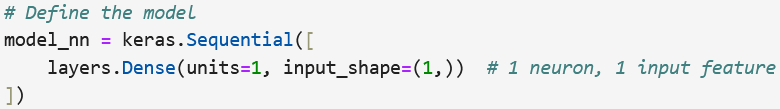 # Define the model
model_nn = keras.Sequential([
    layers.Dense(units=1, input_shape=(1,))  # 1 neuron, 1 input feature
])